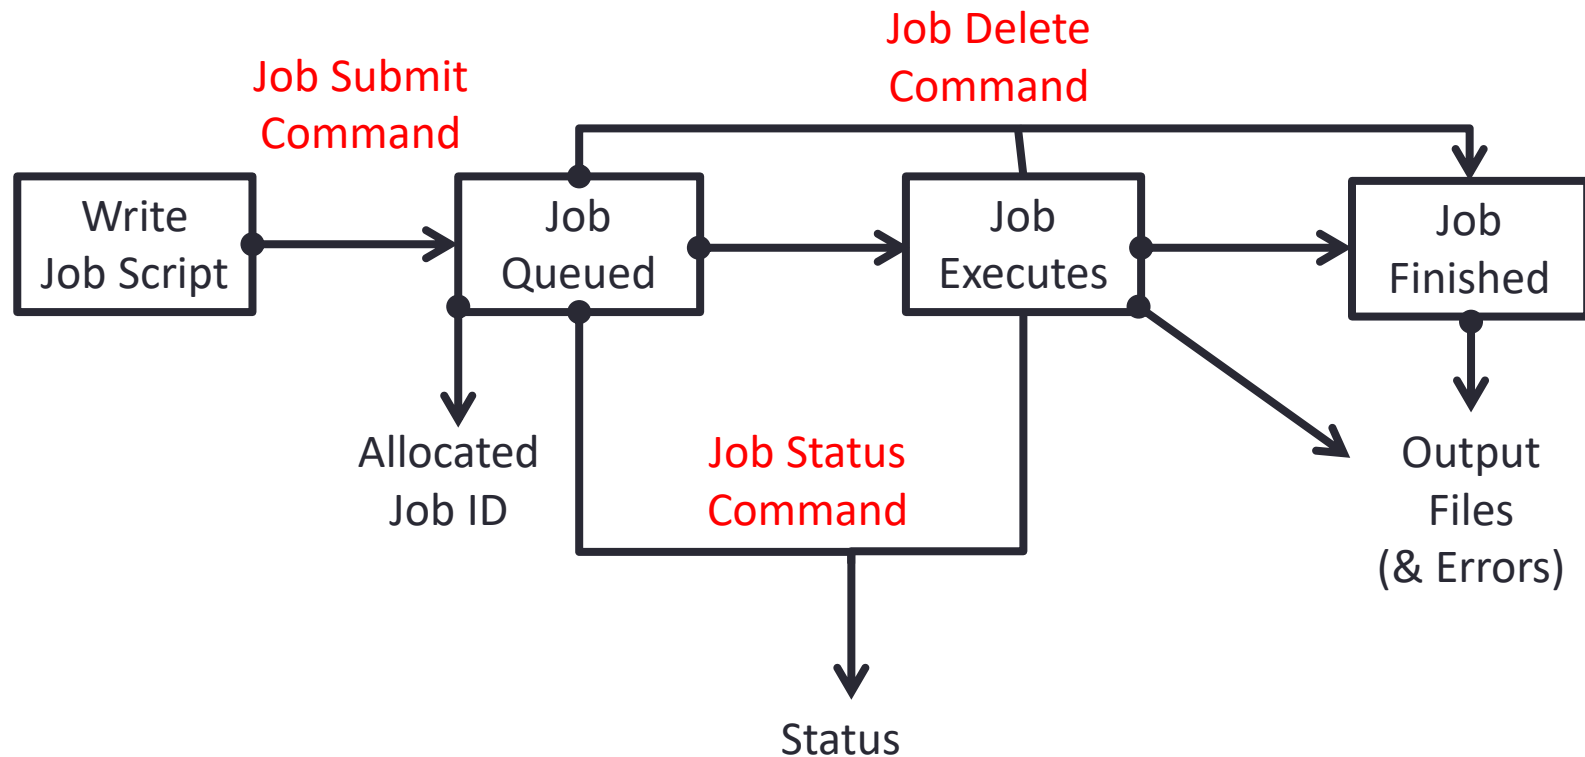 Job Submit
Command
Job Delete
Command
Write
Job Script
Job
Queued
Job
Executes
Job
Finished
Allocated
Job ID
Job Status
Command
Output
Files
(& Errors)
Status